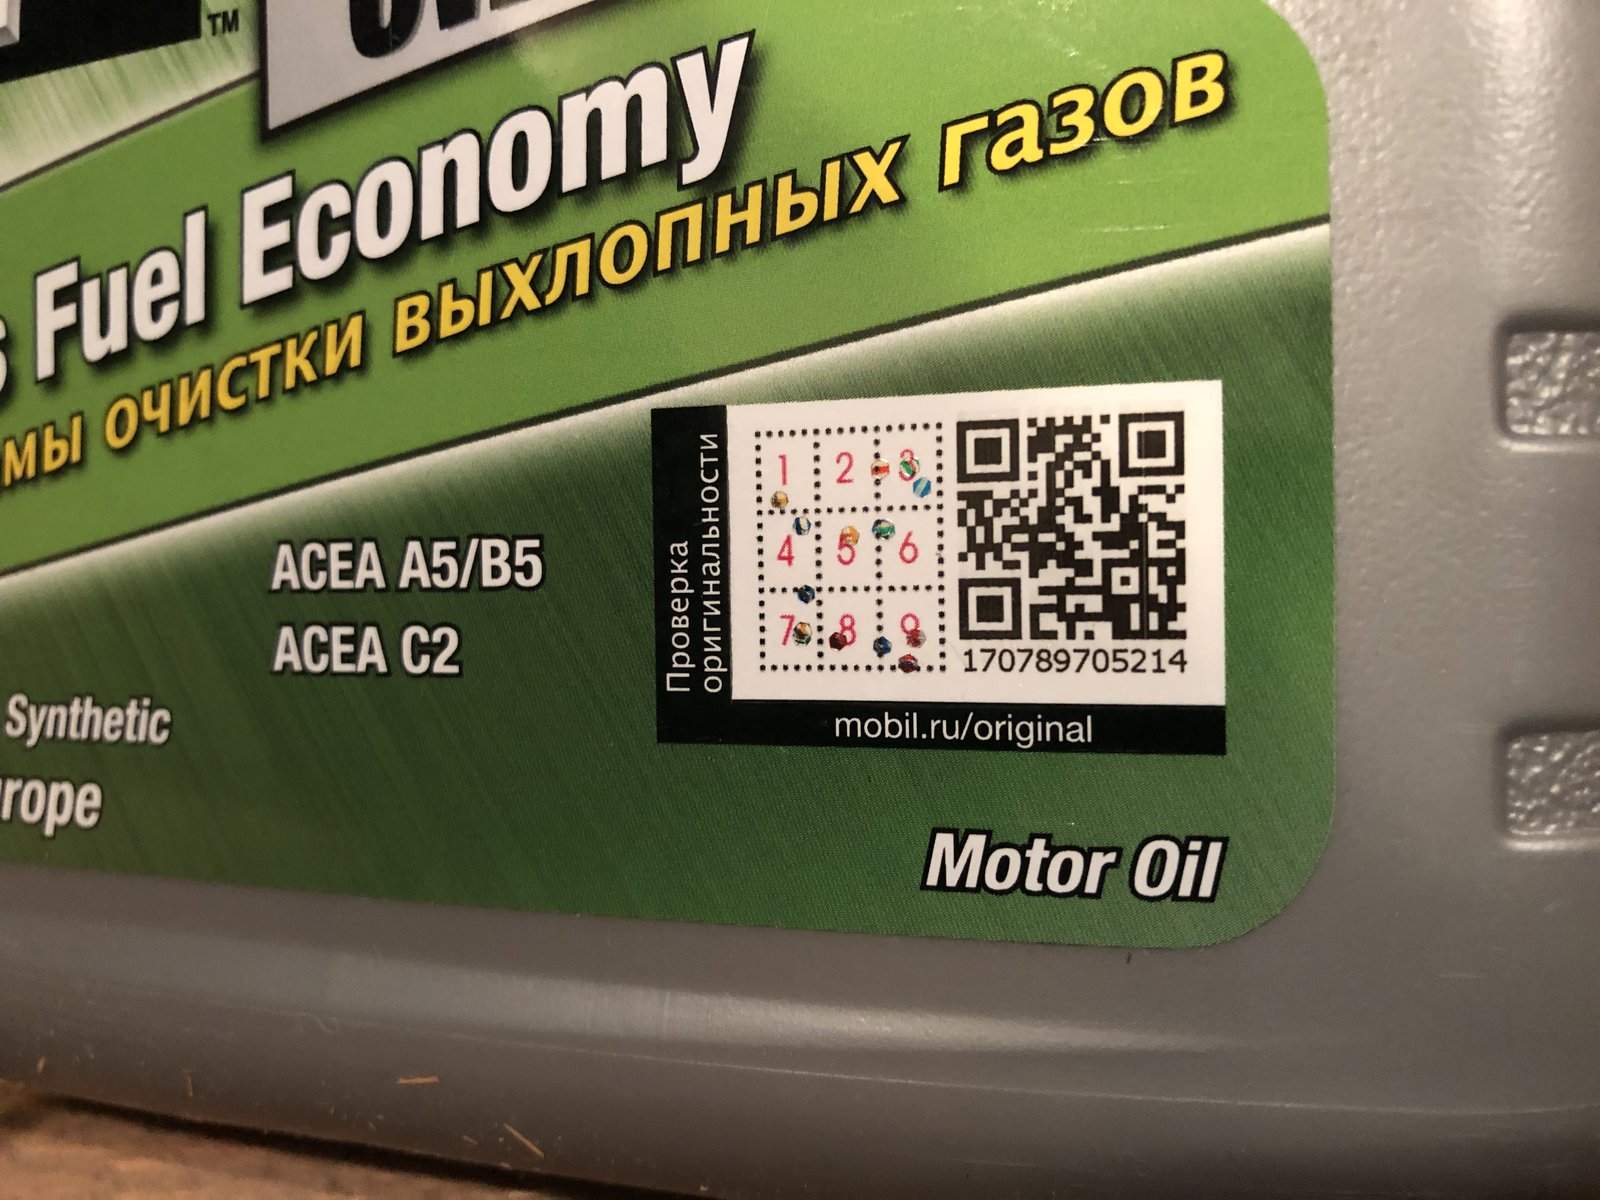 TM
Fuel Economy
очистки выхлопных газов
ACEA A5/B5
ACEA C2
Synthetic
Проверка
оригинальности
1 2 3
4 5 6
7 8 9
170789705214
mobil.ru/original
Motor Oil